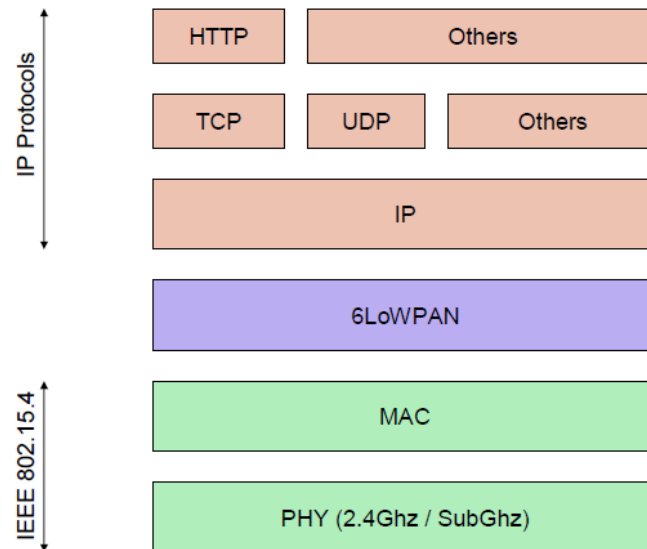 IP Protocols
HTTP
Others
TCP
UDP
Others
IP
6LoWPAN
IEEE 802.15.4
MAC
PHY (2.4Ghz / SubGhz)